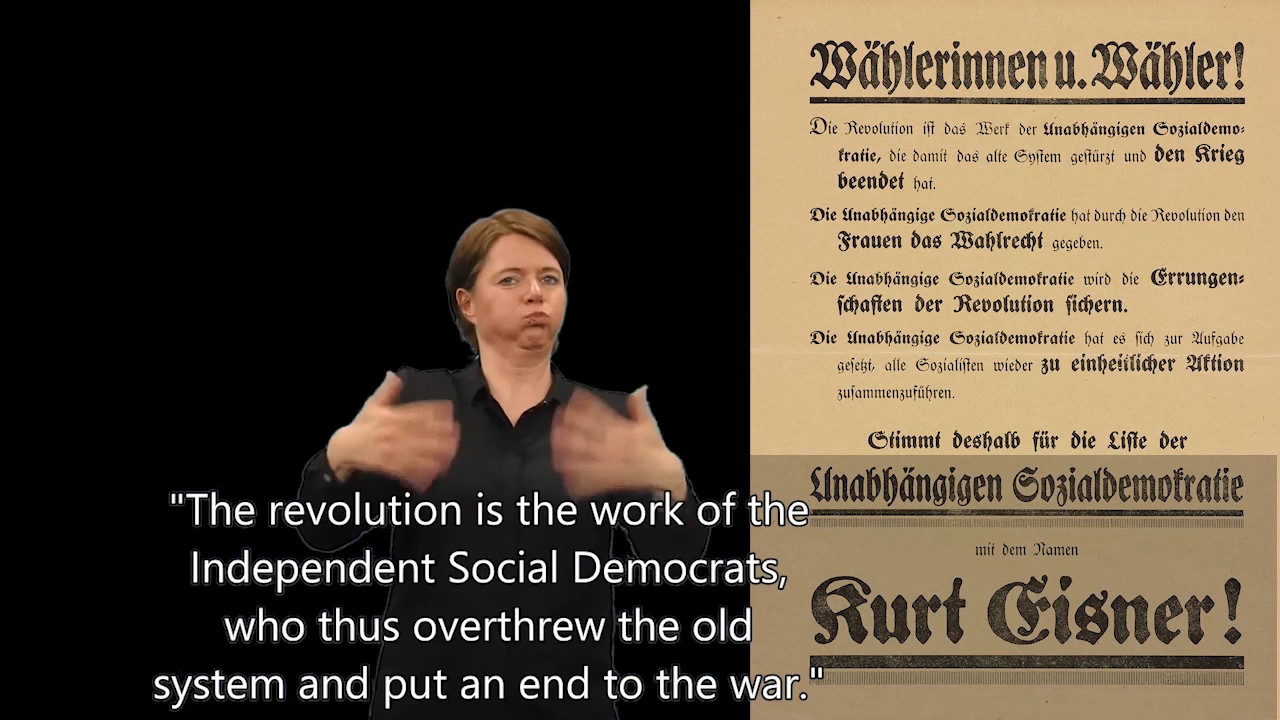 Wählerinnen u. Wähler!
Die Revolution ist das Werk der Unabhängigen Sozialdemo-
kratie, die damit das alte System gestürzt und den Krieg
beendet hat.
Die Unabhängige Sozialdemokratie hat durch die Revolution den
Frauen das Wahlrecht gegeben.
Die Unabhängige Sozialdemokratie wird die Errungen-
schaften der Revolution sichern.
Die Unabhängige Sozialdemokratie hat es sich zur Aufgabe
gesetzt, alle Sozialisten wieder zu einheitlicher Aktion
zusammenzuführen.
Stimmt deshalb für die Liste der
Unabhängigen Sozialdemokratie
mit dem Namen
Kurt Eisner!
"The revolution is the work of the
Independent Social Democrats,
who thus overthrew the old
system and put an end to the war."